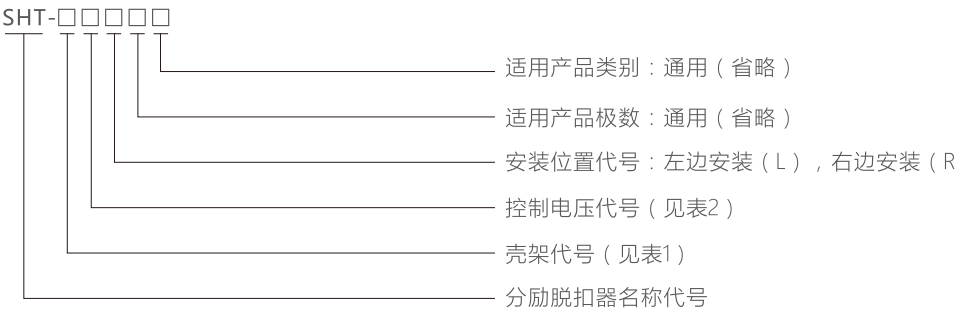 SHT-□□□□□
适用产品类别：通用（省略）
适用产品极数：通用（省略）
安装位置代号：左边安装（L），右边安装（R
控制电压代号（见表2）
壳架代号（见表1）
分励脱扣器名称代号